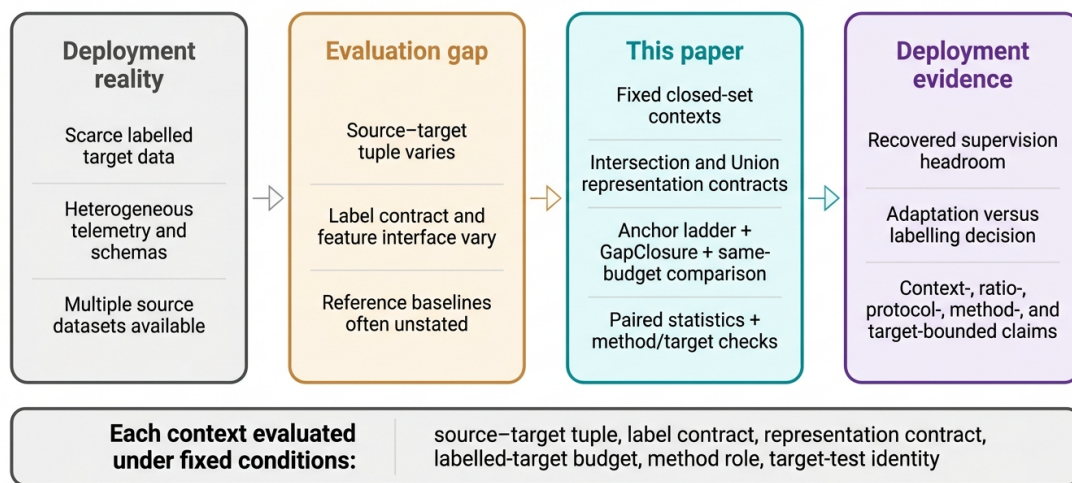 Deployment
reality
Scarce labelled
target data
Heterogeneous
telemetry and
schemas
Multiple source
datasets available
Evaluation gap
Source–target
tuple varies
Label contract and
feature interface vary
Reference baselines
often unstated
This paper
Fixed closed-set
contexts
Intersection and Union
representation contracts
Anchor ladder +
GapClosure + same-
budget comparison
Paired statistics +
method/target checks
Deployment
evidence
Recovered supervision
headroom
Adaptation versus
labelling decision
Context-, ratio-,
protocol-, method-, and
target-bounded claims
Each context evaluated
under fixed conditions:
source–target tuple, label contract, representation contract,
labelled-target budget, method role, target-test identity